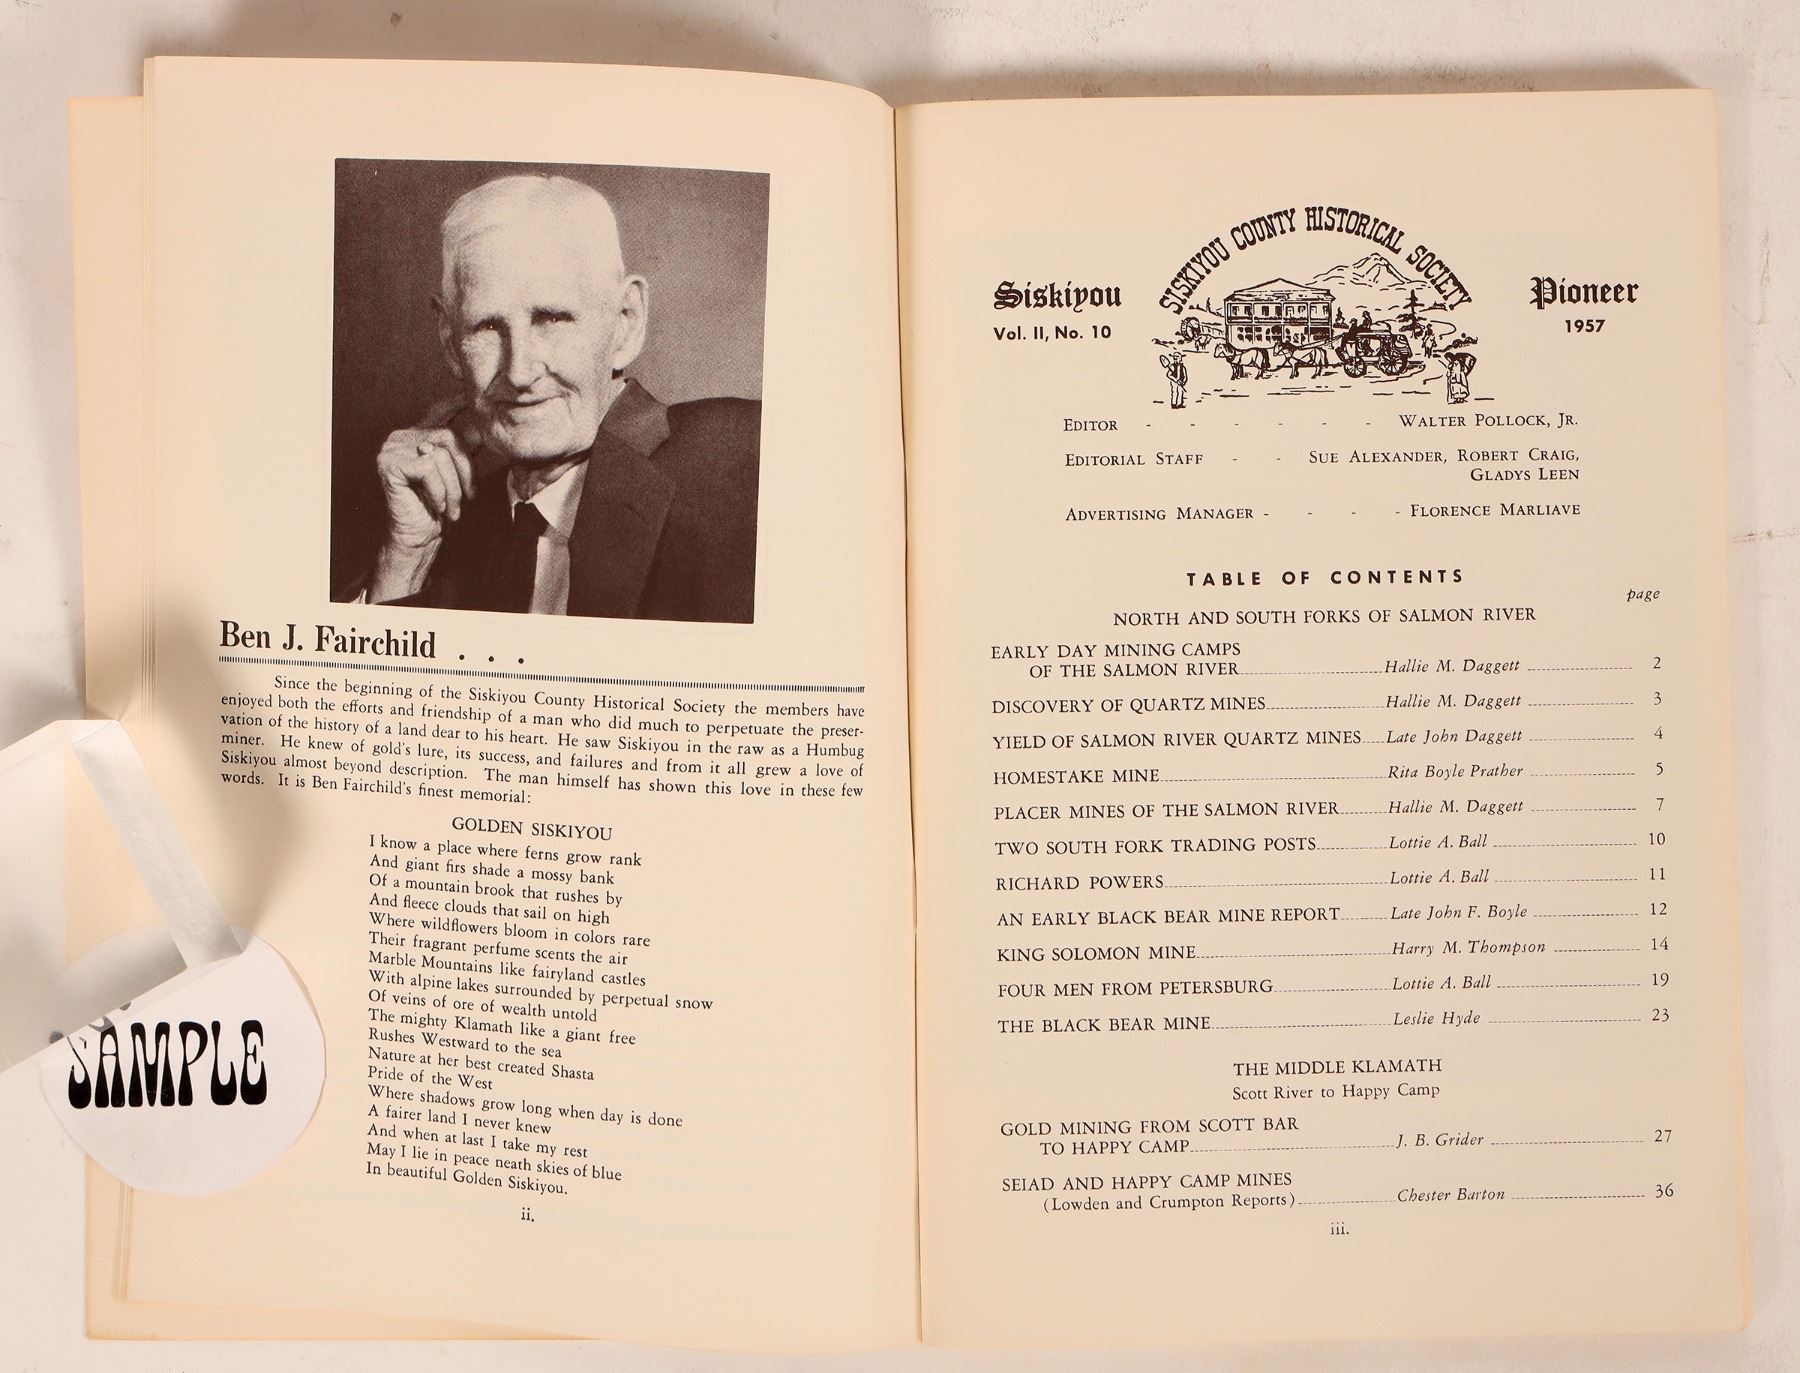 Ben J. Fairchild . . .
Since the beginning of the Siskiyou County Historical Society the members have
enjoyed both the efforts and friendship of a man who did much to perpetuate the preser-
vation of the history of a land dear to his heart. He saw Siskiyou in the raw as a Humbug
miner. He knew of gold's lure, its success, and failures and from it all grew a love of
Siskiyou almost beyond description. The man himself has shown this love in these few
words. It is Ben Fairchild's finest memorial:
GOLDEN SISKIYOU
I know a place where ferns grow rank
And giant firs shade a mossy bank
Of a mountain brook that rushes by
And fleece clouds that sail on high
Where wildflowers bloom in colors rare
Their fragrant perfume scents the air
Marble Mountains like fairyland castles
With alpine lakes surrounded by perpetual snow
Of veins of ore of wealth untold
The mighty Klamath like a giant free
Rushes Westward to the sea
Nature at her best created Shasta
Pride of the West
Where shadows grow long when day is done
A fairer land I never knew
And when at last I take my rest
May I lie in peace neath skies of blue
In beautiful Golden Siskiyou.
ii.
SAMPLE
SISKIYOU COUNTY HISTORICAL SOCIETY
Siskiyou Pioneer
Vol. II, No. 10 1957
EDITOR - - - - - - WALTER POLLOCK, JR.
EDITORIAL STAFF - - SUE ALEXANDER, ROBERT CRAIG,
GLADYS LEEN
ADVERTISING MANAGER - - - - FLORENCE MARLIAVE
TABLE OF CONTENTS
page
NORTH AND SOUTH FORKS OF SALMON RIVER
EARLY DAY MINING CAMPS
OF THE SALMON RIVER Hallie M. Daggett 2
DISCOVERY OF QUARTZ MINES Hallie M. Daggett 3
YIELD OF SALMON RIVER QUARTZ MINES Late John Daggett 4
HOMESTAKE MINE Rita Boyle Prather 5
PLACER MINES OF THE SALMON RIVER Hallie M. Daggett 7
TWO SOUTH FORK TRADING POSTS Lottie A. Ball 10
RICHARD POWERS Lottie A. Ball 11
AN EARLY BLACK BEAR MINE REPORT Late John F. Boyle 12
KING SOLOMON MINE Harry M. Thompson 14
FOUR MEN FROM PETERSBURG Lottie A. Ball 19
THE BLACK BEAR MINE Leslie Hyde 23
THE MIDDLE KLAMATH
Scott River to Happy Camp
GOLD MINING FROM SCOTT BAR
TO HAPPY CAMP J. B. Grider 27
SEIAD AND HAPPY CAMP MINES
(Lowden and Crumpton Reports) Chester Barton 36
iii.